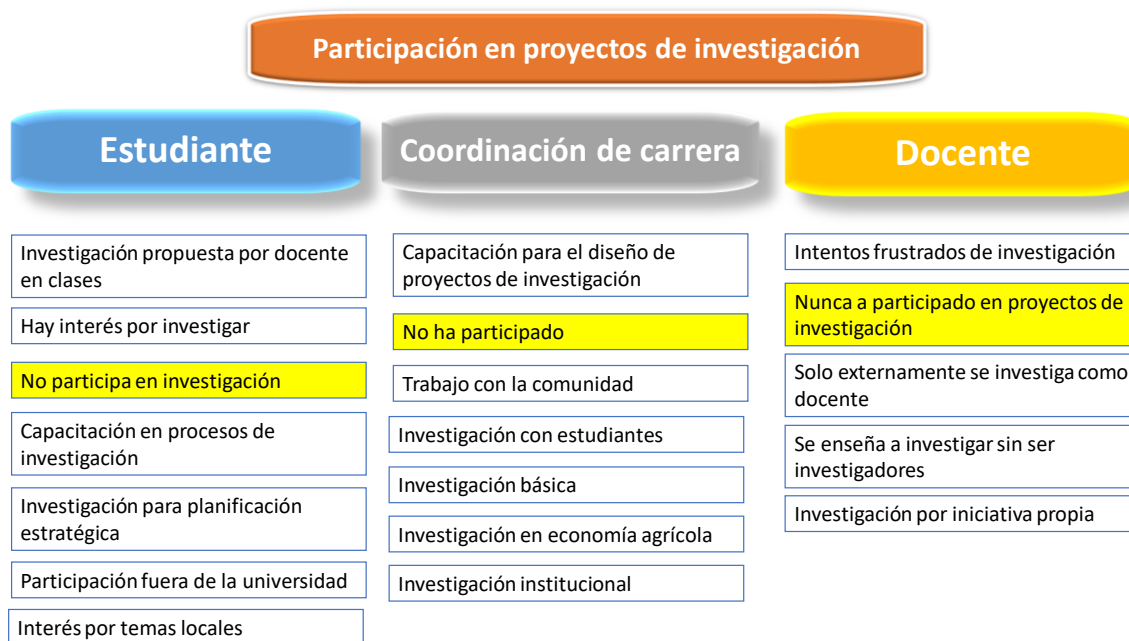 Participación en proyectos de investigación
Estudiante
Investigación propuesta por docente
en clases
Hay interés por investigar
No participa en investigación
Capacitación en procesos de
investigación
Investigación para planificación
estratégica
Participación fuera de la universidad
Interés por temas locales
Coordinación de carrera
Capacitación para el diseño de
proyectos de investigación
No ha participado
Trabajo con la comunidad
Investigación con estudiantes
Investigación básica
Investigación en economía agrícola
Investigación institucional
Docente
Intentos frustrados de investigación
Nunca a participado en proyectos de
investigación
Solo externamente se investiga como
docente
Se enseña a investigar sin ser
investigadores
Investigación por iniciativa propia